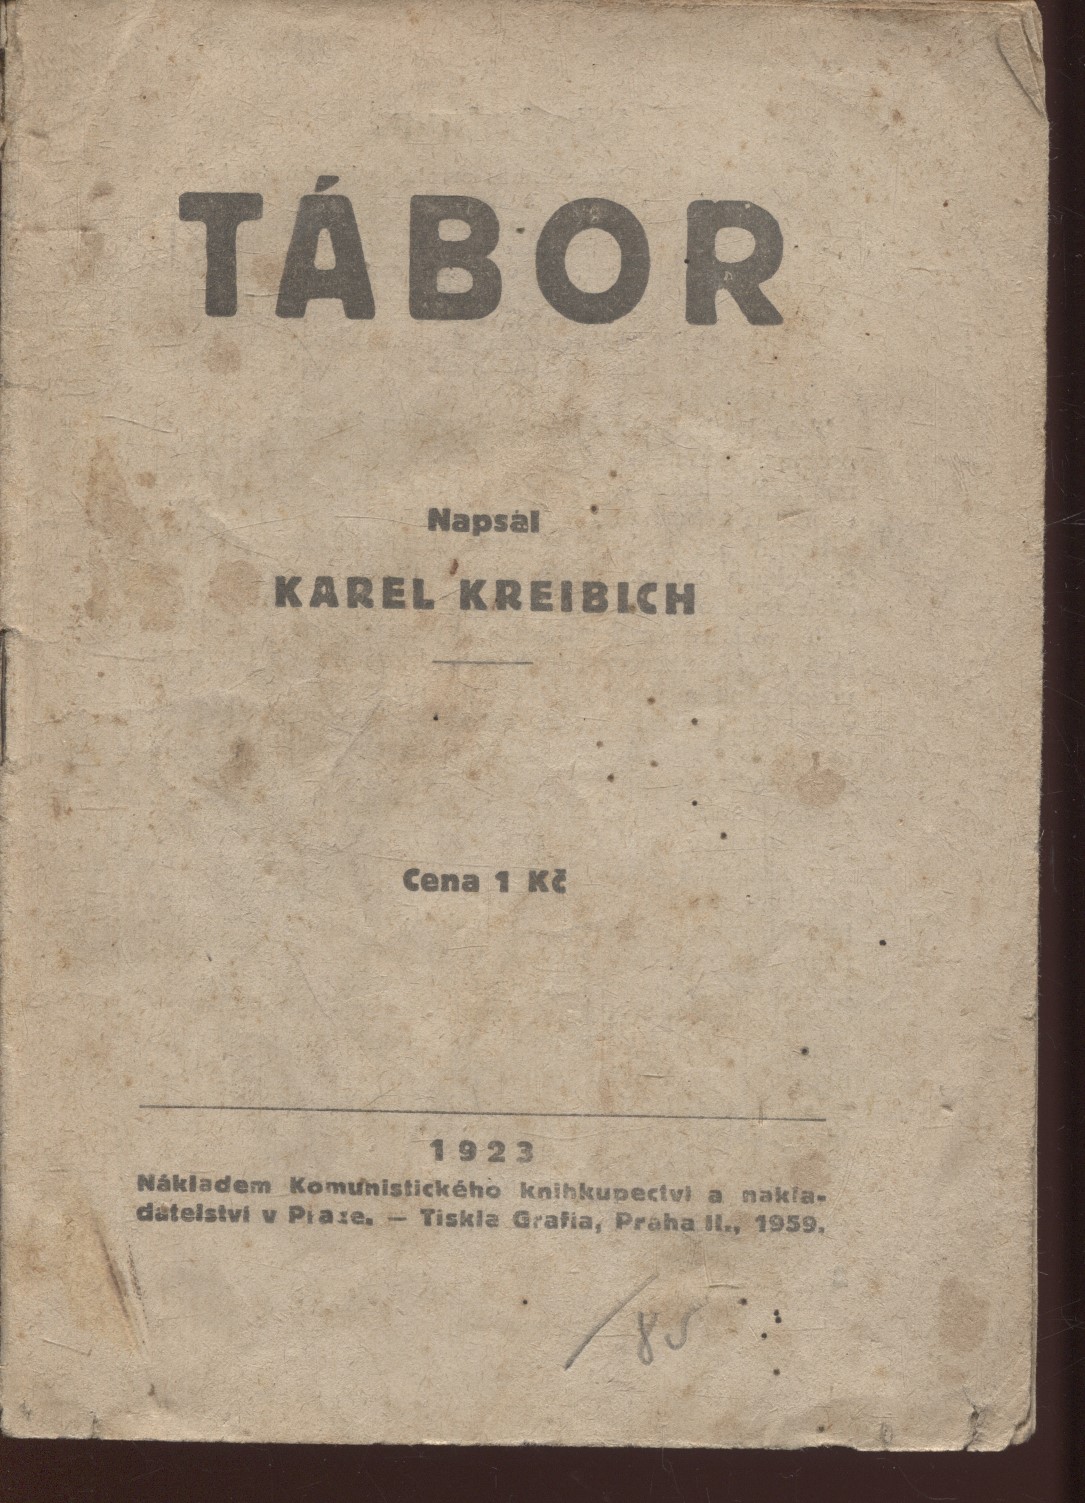 TÁBOR
Napsal
KAREL KREIBICH
Cena 1 Kč
1923
Nákladem Komunistického knihkupectví a nakla-
datelství v Praze. — Tiskla Grafia, Praha II., 1959.
/85